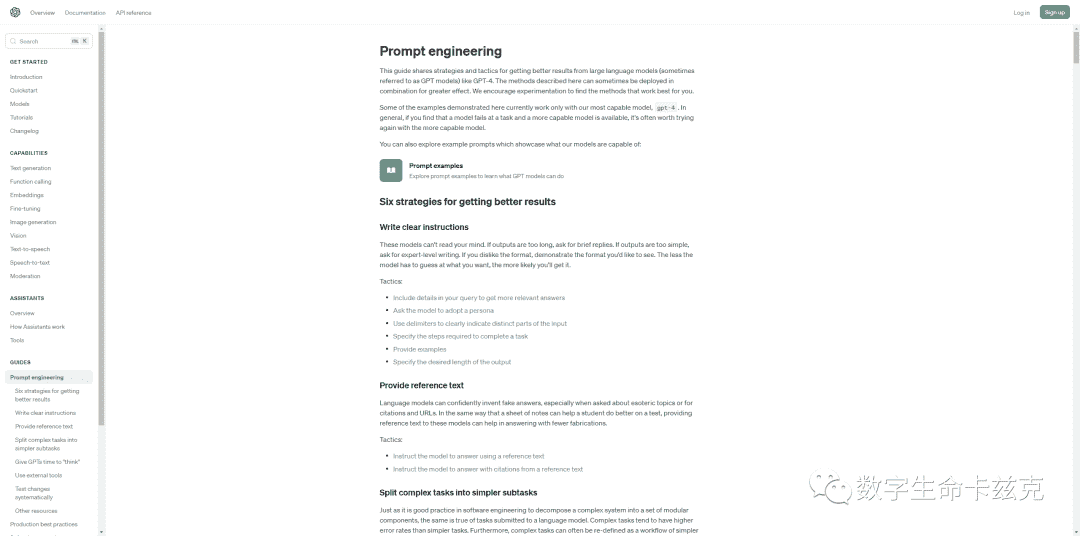 Overview Documentation API reference Log in Sign up
Search K
GET STARTED
Introduction
Quickstart
Models
Tutorials
Changelog
CAPABILITIES
Text generation
Function calling
Embeddings
Fine-tuning
Image generation
Vision
Text-to-speech
Speech-to-text
Moderation
ASSISTANTS
Overview
How Assistants work
Tools
GUIDES
Prompt engineering
Six strategies for getting
better results
Write clear instructions
Provide reference text
Split complex tasks into
simpler subtasks
Give GPTs time to "think"
Use external tools
Test changes
systematically
Other resources
Production best practices
Prompt engineering
This guide shares strategies and tactics for getting better results from large language models (sometimes
referred to as GPT models) like GPT-4. The methods described here can sometimes be deployed in
combination for greater effect. We encourage experimentation to find the methods that work best for you.
Some of the examples demonstrated here currently work only with our most capable model, gpt-4. In
general, if you find that a model fails at a task and a more capable model is available, it's often worth trying
again with the more capable model.
You can also explore example prompts which showcase what our models are capable of:
Prompt examples
Explore prompt examples to learn what GPT models can do
Six strategies for getting better results
Write clear instructions
These models can't read your mind. If outputs are too long, ask for brief replies. If outputs are too simple,
ask for expert-level writing. If you dislike the format, demonstrate the format you'd like to see. The less the
model has to guess at what you want, the more likely you'll get it.
Tactics:
Include details in your query to get more relevant answers
Ask the model to adopt a persona
Use delimiters to clearly indicate distinct parts of the input
Specify the steps required to complete a task
Provide examples
Specify the desired length of the output
Provide reference text
Language models can confidently invent fake answers, especially when asked about esoteric topics or for
citations and URLs. In the same way that a sheet of notes can help a student do better on a test, providing
reference text to these models can help in answering with fewer fabrications.
Tactics:
Instruct the model to answer using a reference text
Instruct the model to answer with citations from a reference text
Split complex tasks into simpler subtasks
Just as it is good practice in software engineering to decompose a complex system into a set of modular
components, the same is true of tasks submitted to a language model. Complex tasks tend to have higher
error rates than simpler tasks. Furthermore, complex tasks can often be re-defined as a workflow of simpler
数字生命卡兹克